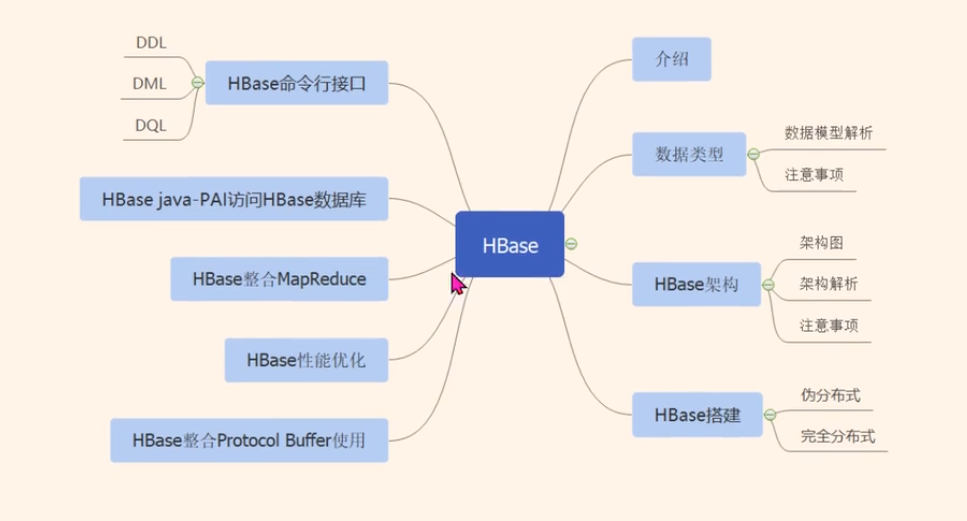 HBase
介绍
数据类型
数据模型解析
注意事项
HBase架构
架构图
架构解析
注意事项
HBase搭建
伪分布式
完全分布式
HBase命令行接口
DDL
DML
DQL
HBase java-PAI访问HBase数据库
HBase整合MapReduce
HBase性能优化
HBase整合Protocol Buffer使用